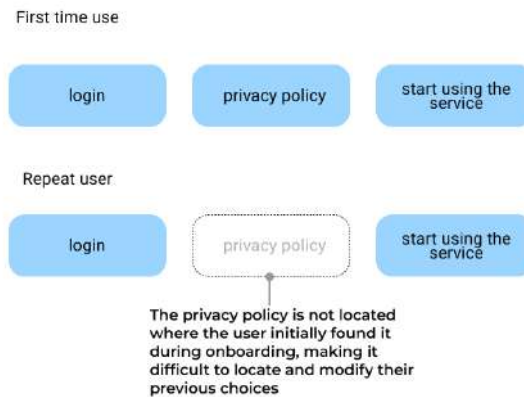 First time use
login
privacy policy
start using the
service
Repeat user
login
privacy policy
start using the
service
The privacy policy is not located
where the user initially found it
during onboarding, making it
difficult to locate and modify their
previous choices